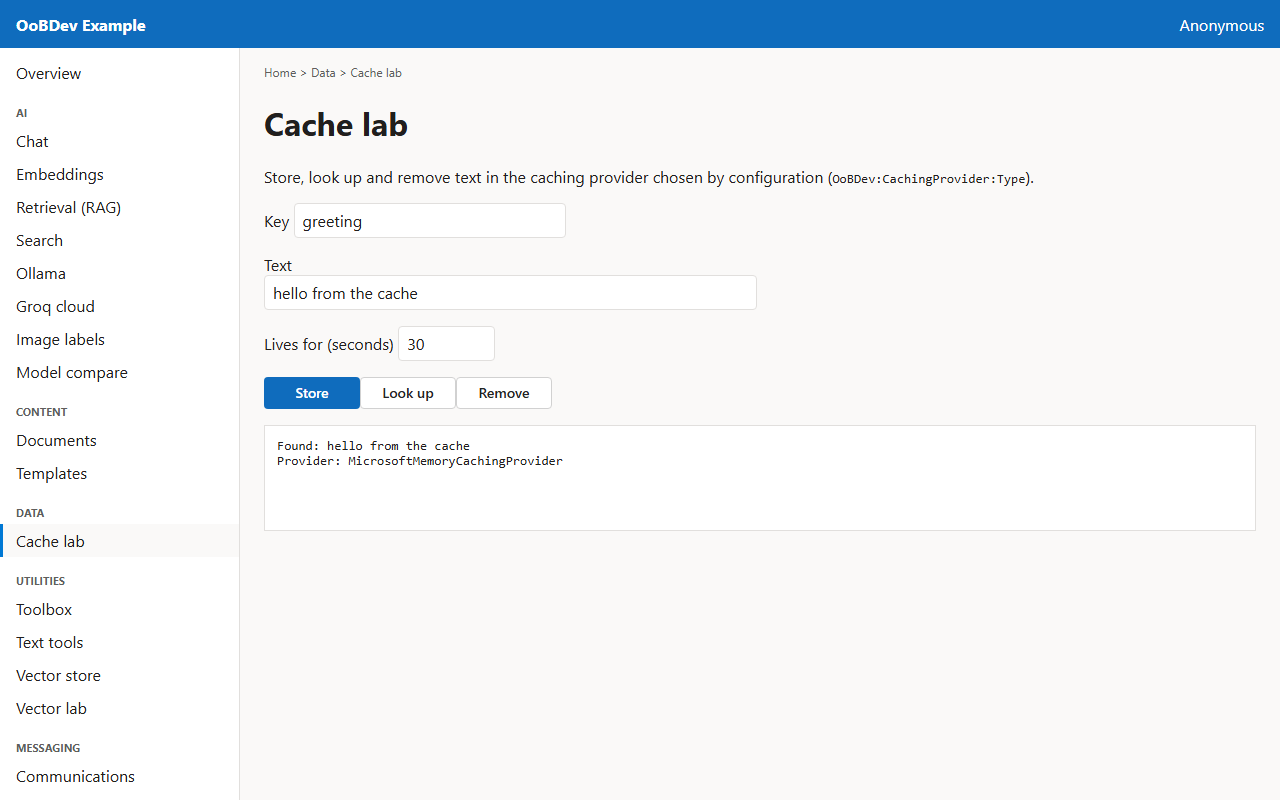 OoBDev Example
Anonymous
Overview
AI
Chat
Embeddings
Retrieval (RAG)
Search
Ollama
Groq cloud
Image labels
Model compare
CONTENT
Documents
Templates
DATA
Cache lab
UTILITIES
Toolbox
Text tools
Vector store
Vector lab
MESSAGING
Communications
Home > Data > Cache lab
Cache lab
Store, look up and remove text in the caching provider chosen by configuration (OoBDev:CachingProvider:Type).
Key greeting
Text
hello from the cache
Lives for (seconds) 30
Store Look up Remove
Found: hello from the cache
Provider: MicrosoftMemoryCachingProvider